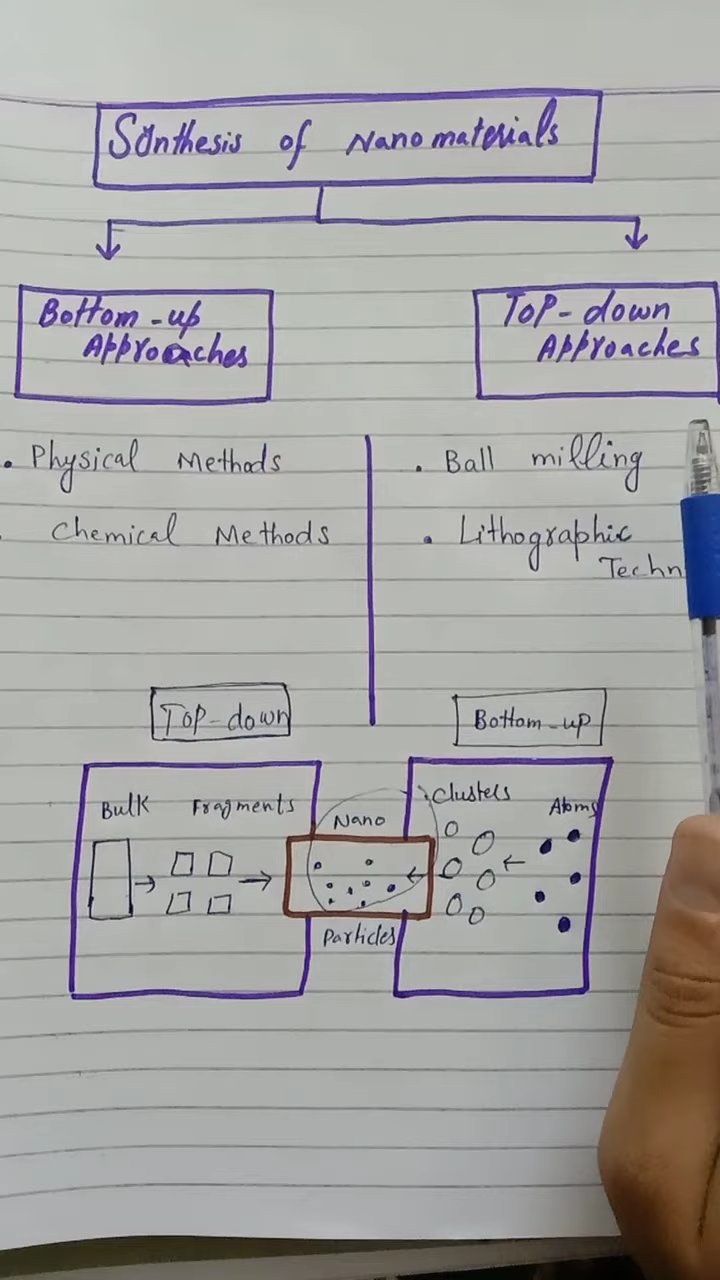 Synthesis of Nanomaterials
Bottom-up
Approaches
Top-down
Approaches
. Physical Methods
Chemical Methods
. Ball milling
. Lithographic
Techn
Top-down
Bottom-up
Bulk Fragments
Nano
Particles
Clusters
Atoms